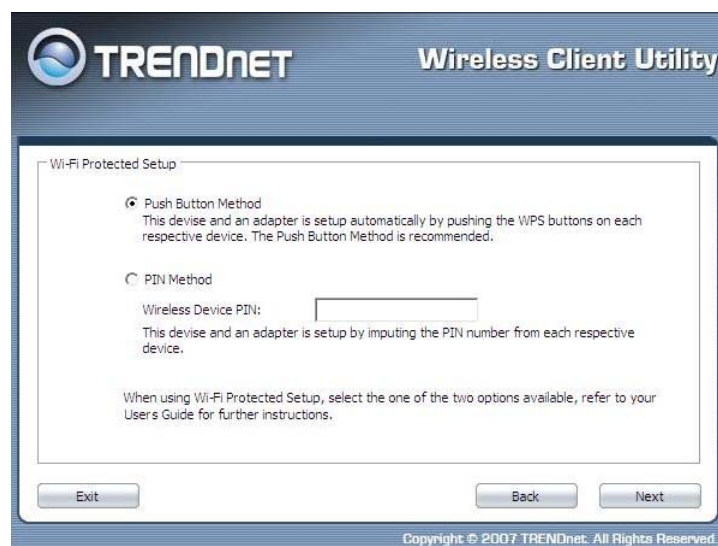 TRENDNET
Wireless Client Utility
Wi-Fi Protected Setup
Push Button Method
This devise and an adapter is setup automatically by pushing the WPS buttons on each
respective device. The Push Button Method is recommended.
PIN Method
Wireless Device PIN:
This devise and an adapter is setup by imputing the PIN number from each respective
device.
When using Wi-Fi Protected Setup, select the one of the two options available, refer to your
Users Guide for further instructions.
Exit
Back
Next
Copyright © 2007 TRENDnet. All Rights Reserved.